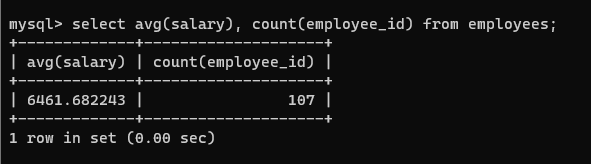 mysql> select avg(salary), count(employee_id) from employees;
+-------------+--------------------+
| avg(salary) | count(employee_id) |
+-------------+--------------------+
| 6461.682243 |                107 |
+-------------+--------------------+
1 row in set (0.00 sec)